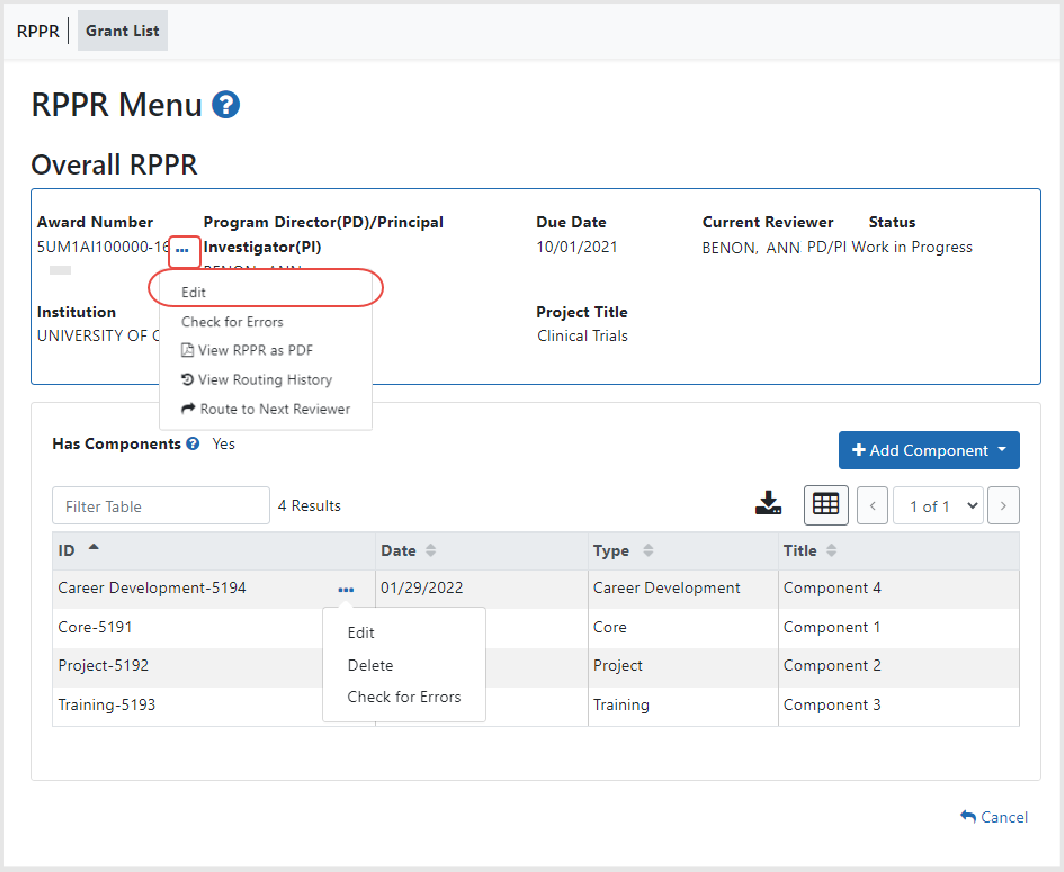 RPPR
Grant List
RPPR Menu ?
Overall RPPR
Award Number Program Director(PD)/Principal Due Date Current Reviewer Status
5UM1AI100000-16 ... Investigator(PI) 10/01/2021 BENON, ANN PD/PI Work in Progress
Edit
Institution Project Title
UNIVERSITY OF Check for Errors Clinical Trials
View RPPR as PDF
View Routing History
Route to Next Reviewer
Has Components ? Yes
+ Add Component
Filter Table 4 Results < 1 of 1 >
ID Date Type Title
Career Development-5194 ... 01/29/2022 Career Development Component 4
Core-5191 Core Component 1
Edit
Project-5192 Delete Project Component 2
Training-5193 Check for Errors Training Component 3
Cancel